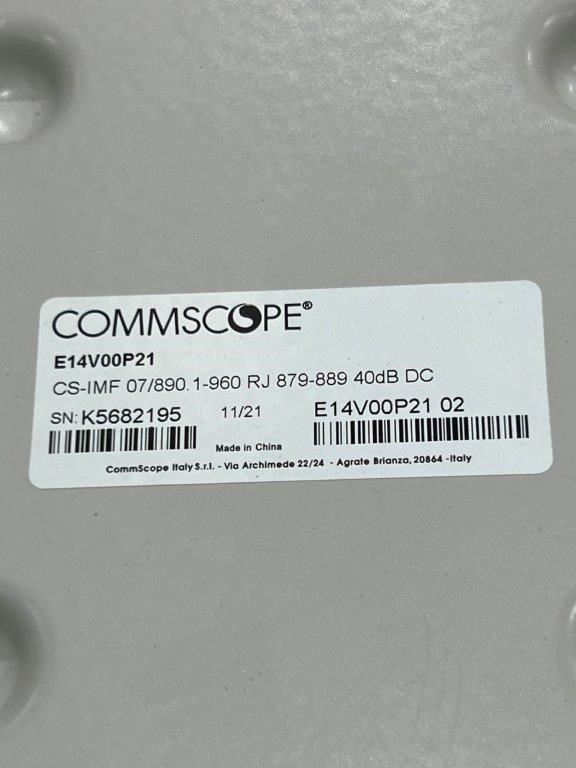 COMMSCOPE®
E14V00P21
CS-IMF 07/890.1-960 RJ 879-889 40dB DC
SN: K5682195 11/21 E14V00P21 02
Made in China
CommScope Italy S.r.l. - Via Archimede 22/24 - Agrate Brianza, 20864 -Italy